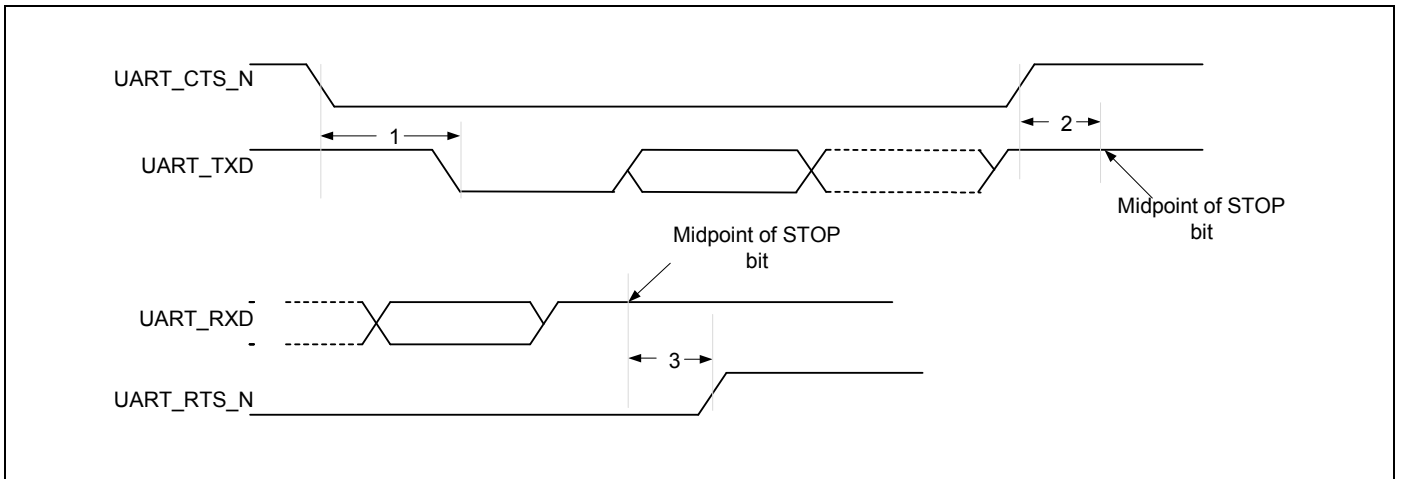 UART_CTS_N
1
2
UART_TXD
Midpoint of STOP
bit
Midpoint of STOP
bit
UART_RXD
3
UART_RTS_N